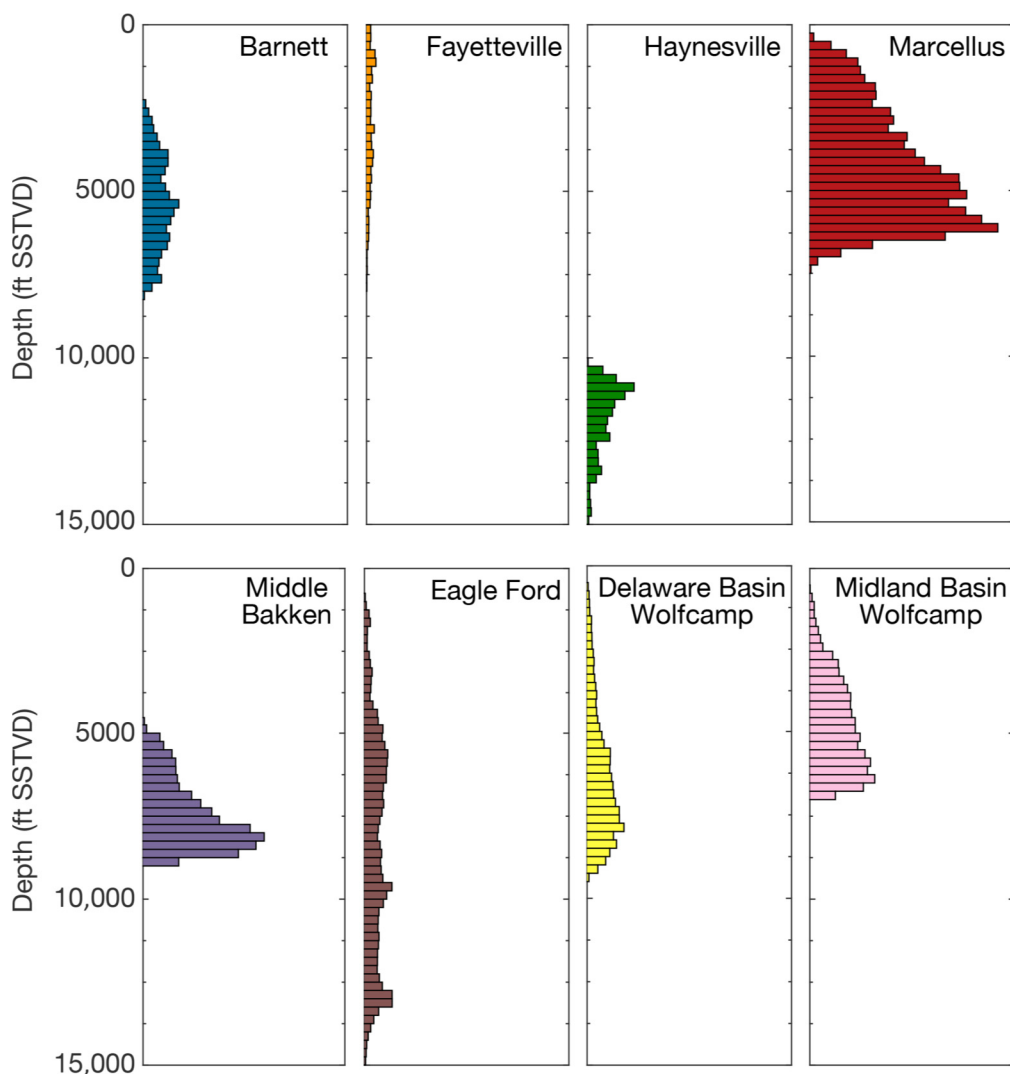 0
Barnett
Fayetteville
Haynesville
Marcellus
5000
10,000
15,000
Depth (ft SSTVD)
0
Middle
Bakken
Eagle Ford
Delaware Basin
Wolfcamp
Midland Basin
Wolfcamp
5000
10,000
15,000
Depth (ft SSTVD)